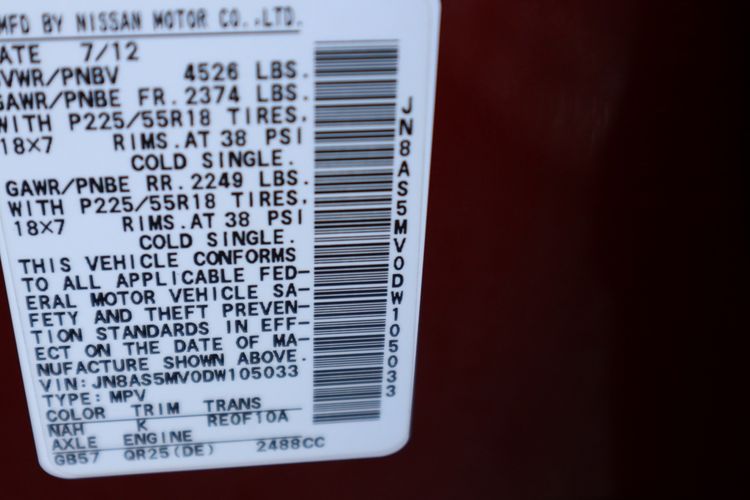 MFD BY NISSAN MOTOR CO.,LTD.
ATE 7/12
VWR/PNBV 4526 LBS.
GAWR/PNBE FR.2374 LBS.
WITH P225/55R18 TIRES.
18×7 RIMS.AT 38 PSI
COLD SINGLE.
GAWR/PNBE RR.2249 LBS.
WITH P225/55R18 TIRES.
18×7 RIMS.AT 38 PSI
COLD SINGLE.
THIS VEHICLE CONFORMS
TO ALL APPLICABLE FED-
ERAL MOTOR VEHICLE SA-
FETY AND THEFT PREVEN-
TION STANDARDS IN EFF-
ECT ON THE DATE OF MA-
NUFACTURE SHOWN ABOVE.
VIN:JN8AS5MV0DW105033
TYPE:MPV
COLOR TRIM TRANS
NAH K RE0F10A
AXLE ENGINE
GB57 QR25(DE) 2488CC
JN8AS5MV0DW105033